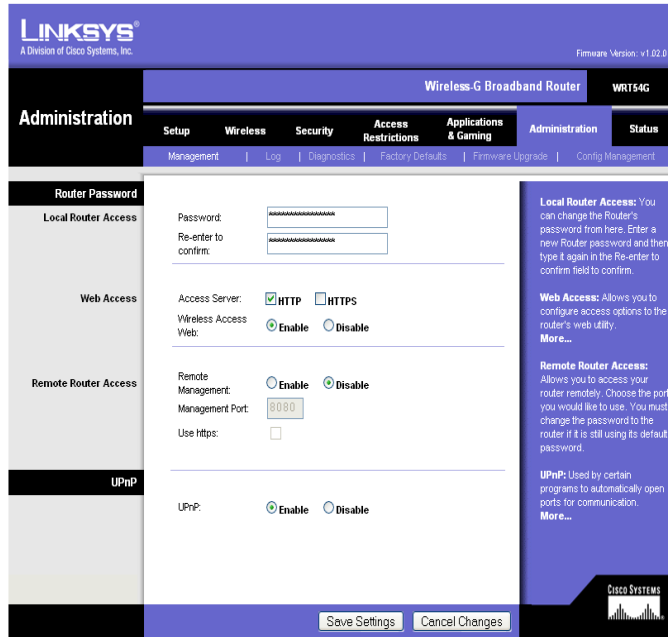 LINKSYS®
A Division of Cisco Systems, Inc.
Firmware Version: v1.02.0
Wireless-G Broadband Router WRT54G
Administration
Setup Wireless Security Access Restrictions Applications & Gaming Administration Status
Management | Log | Diagnostics | Factory Defaults | Firmware Upgrade | Config Management
Router Password
Local Router Access
Password: ****************
Re-enter to
confirm: ****************
Web Access
Access Server: HTTP HTTPS
Wireless Access
Web: Enable Disable
Remote Router Access
Remote
Management: Enable Disable
Management Port: 8080
Use https:
UPnP
UPnP: Enable Disable
Local Router Access: You
can change the Router's
password from here. Enter a
new Router password and then
type it again in the Re-enter to
confirm field to confirm.
Web Access: Allows you to
configure access options to the
router's web utility.
More...
Remote Router Access:
Allows you to access your
router remotely. Choose the port
you would like to use. You must
change the password to the
router if it is still using its default
password.
UPnP: Used by certain
programs to automatically open
ports for communication.
More...
CISCO SYSTEMS
Save Settings Cancel Changes